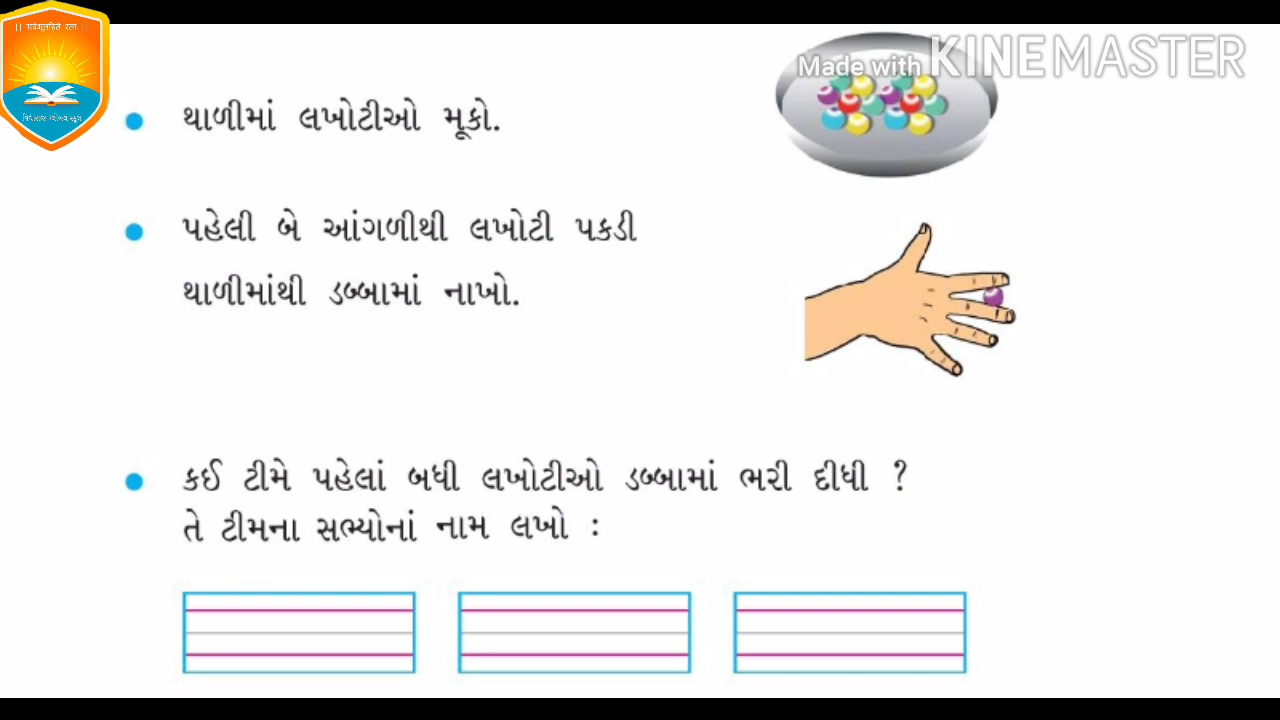 Made with KINEMASTER
થાળીમાં લખોટીઓ મૂકો.
પહેલી બે આંગળીથી લખોટી પકડી
થાળીમાંથી ડબ્બામાં નાખો.
કઈ ટીમે પહેલાં બધી લખોટીઓ ડબ્બામાં ભરી દીધી ?
તે ટીમના સભ્યોનાં નામ લખો :